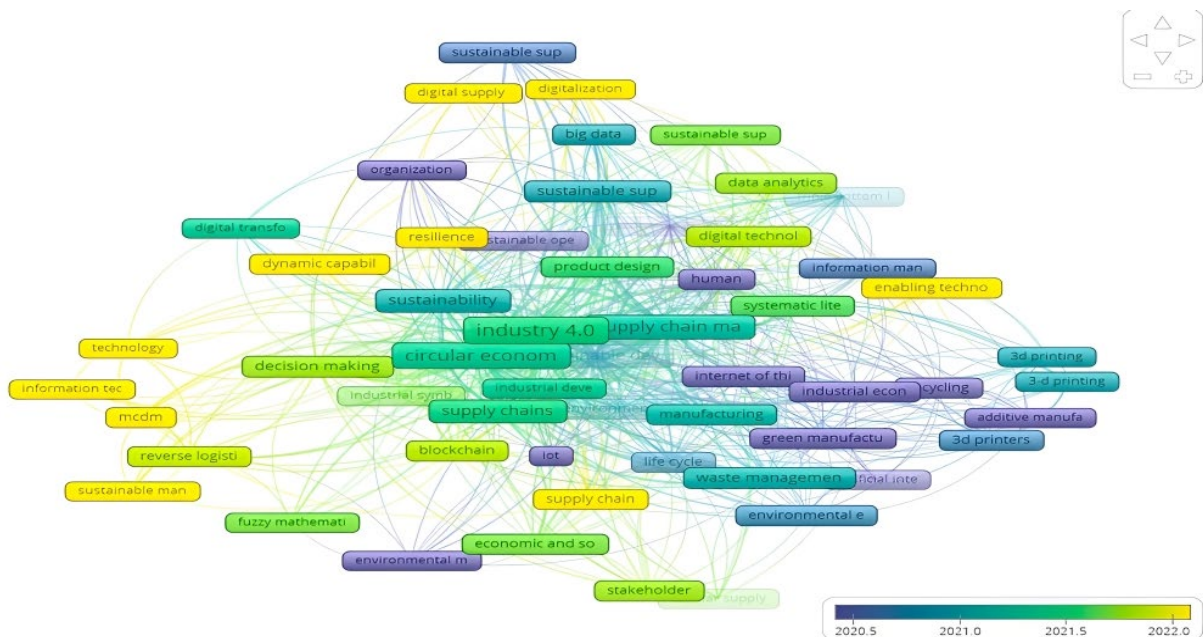 sustainable sup
digital supply
digitalization
big data
sustainable sup
organization
data analytics
sustainable sup
digital transfo
resilience
stainable ope
digital technol
dynamic capabil
product design
human
information man
enabling techno
sustainability
systematic lite
industry 4.0
supply chain ma
technology
circular econom
decision making
3d printing
information tec
industrial symb
industrial deve
internet of thi
industrial econ
cycling
3-d printing
mcdm
supply chains
environme
manufacturing
additive manufa
reverse logisti
blockchain
iot
green manufactu
3d printers
life cycle
waste managemen
icial inte
sustainable man
supply chain
environmental e
fuzzy mathemati
economic and so
environmental m
stakeholder
supply
2020.5
2021.0
2021.5
2022.0